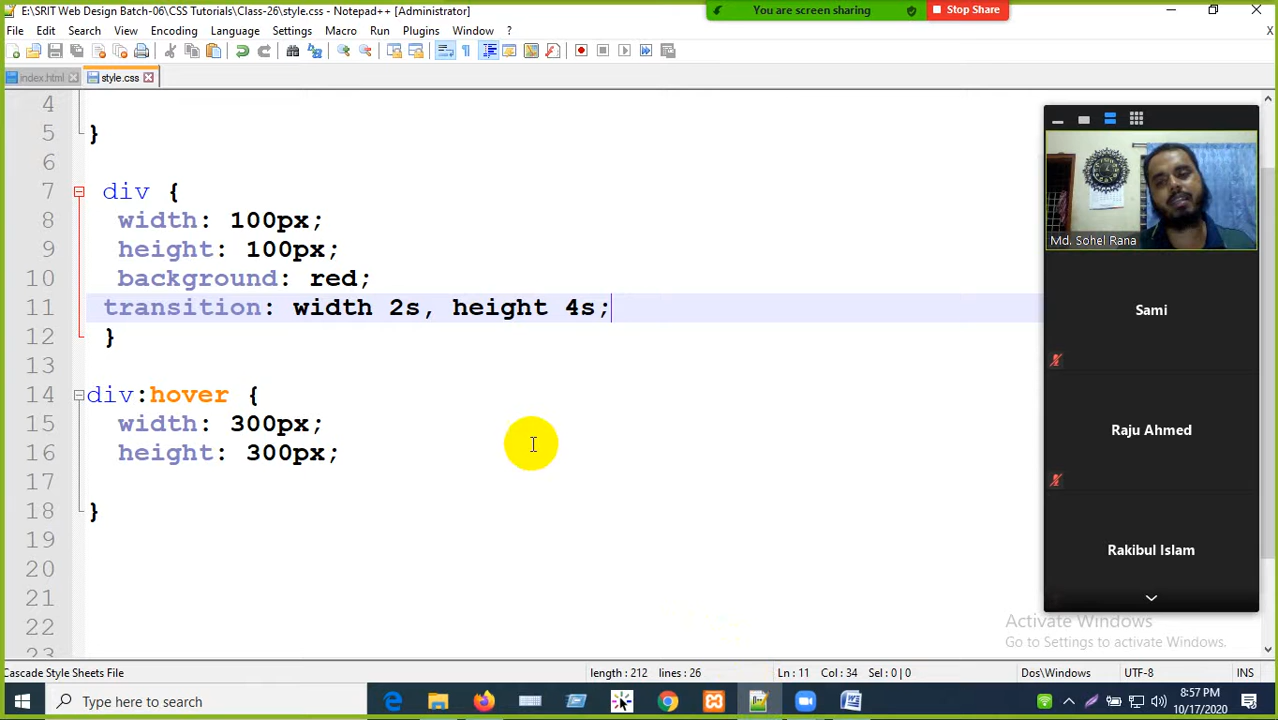 E:\SRIT Web Design Batch-06\CSS Tutorials\Class-26\style.css - Notepad++ [Administrator]
You are screen sharing
Stop Share
File Edit Search View Encoding Language Settings Macro Run Plugins Window ?
X
index.html
style.css
4
5 }
6
7 div {
8 width: 100px;
9 height: 100px;
10 background: red;
11 transition: width 2s, height 4s;
12 }
13
14 div:hover {
15 width: 300px;
16 height: 300px;
17
18 }
19
20
21
22
23
Md. Sohel Rana
Sami
Raju Ahmed
Rakibul Islam
Activate Windows
Go to Settings to activate Windows.
Cascade Style Sheets File
length : 212 lines : 26
Ln : 11 Col : 34 Sel : 0 | 0
Dos\Windows
UTF-8
INS
Type here to search
8:57 PM
10/17/2020